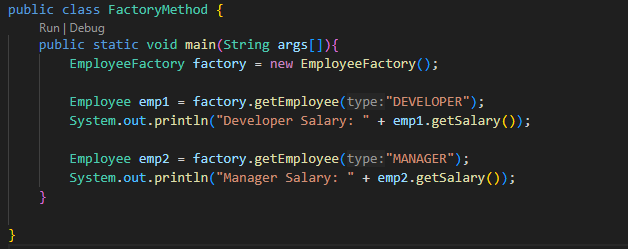 public class FactoryMethod {
Run | Debug
public static void main(String args[]){
EmployeeFactory factory = new EmployeeFactory();
Employee emp1 = factory.getEmployee(type:"DEVELOPER");
System.out.println("Developer Salary: " + emp1.getSalary());
Employee emp2 = factory.getEmployee(type:"MANAGER");
System.out.println("Manager Salary: " + emp2.getSalary());
}
}